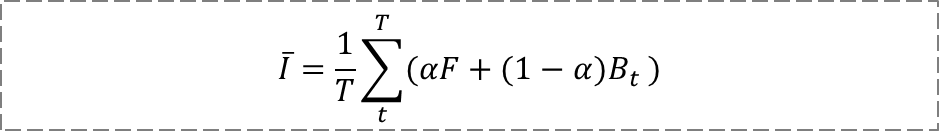 Ī = 1/T ∑_t^T (αF + (1 − α)B_t )